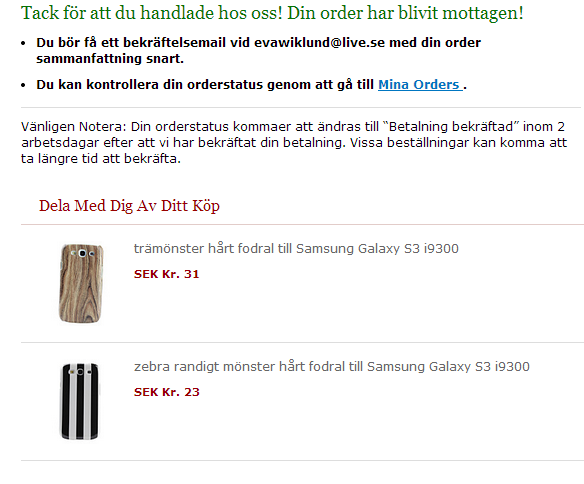 Tack för att du handlade hos oss! Din order har blivit mottagen!
Du bör få ett bekräftelsemail vid evawiklund@live.se med din order
sammanfattning snart.
Du kan kontrollera din orderstatus genom att gå till Mina Orders .
Vänligen Notera: Din orderstatus kommaer att ändras till “Betalning bekräftad” inom 2
arbetsdagar efter att vi har bekräftat din betalning. Vissa beställningar kan komma att
ta längre tid att bekräfta.
Dela Med Dig Av Ditt Köp
trämönster hårt fodral till Samsung Galaxy S3 i9300
SEK Kr. 31
zebra randigt mönster hårt fodral till Samsung Galaxy S3 i9300
SEK Kr. 23